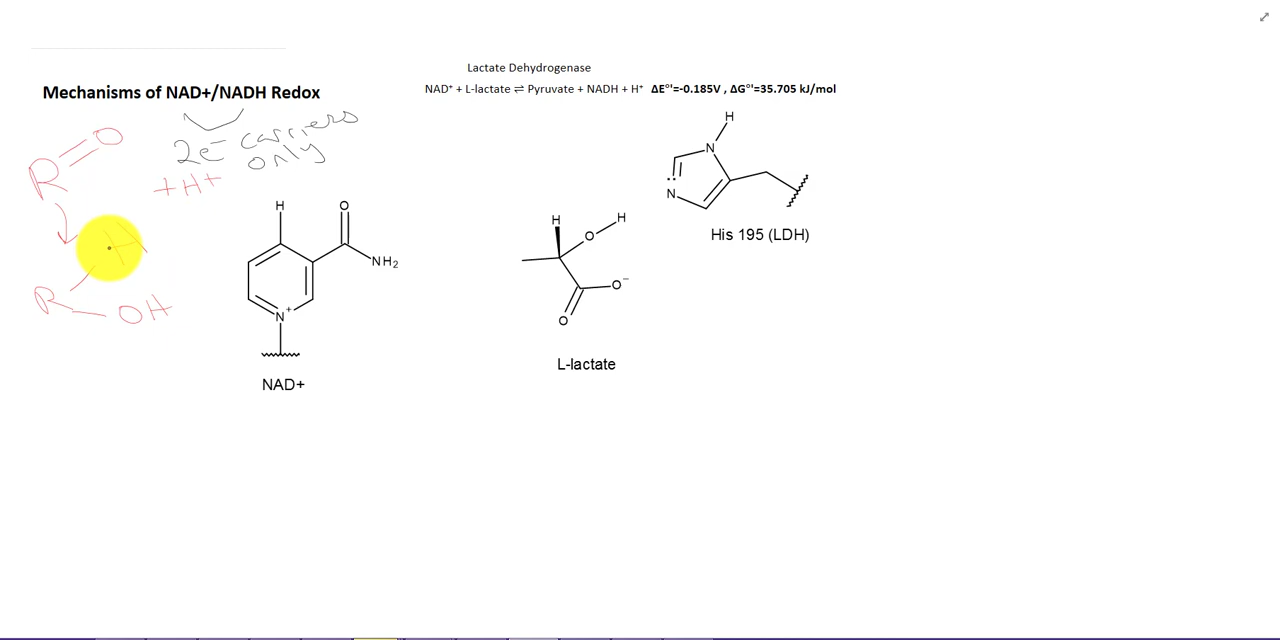 Lactate Dehydrogenase
Mechanisms of NAD+/NADH Redox
NAD⁺ + L-lactate ⇌ Pyruvate + NADH + H⁺ ΔE°'=-0.185V , ΔG°'=35.705 kJ/mol
2e⁻ carriers
only
+H+
R=O
H
R—OH
H
O
NH₂
N⁺
NAD+
H
O
H
O⁻
O
L-lactate
H
N
N
His 195 (LDH)